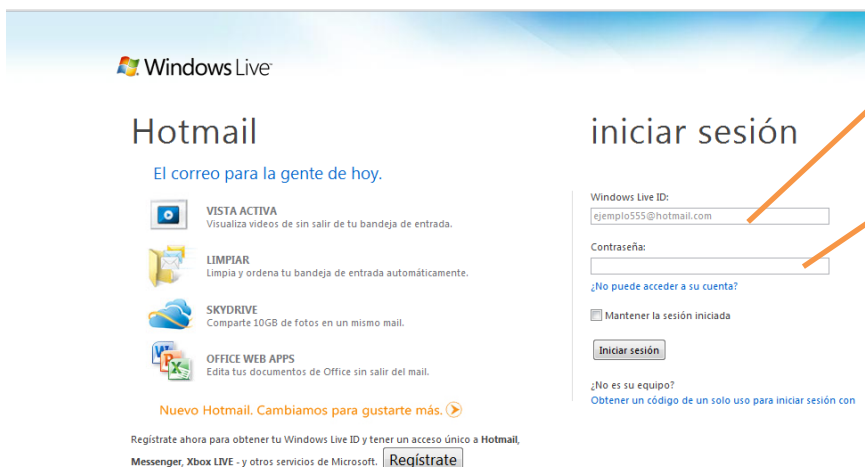 Windows Live
Hotmail
El correo para la gente de hoy.
VISTA ACTIVA
Visualiza videos de sin salir de tu bandeja de entrada.
LIMPIAR
Limpia y ordena tu bandeja de entrada automáticamente.
SKYDRIVE
Comparte 10GB de fotos en un mismo mail.
OFFICE WEB APPS
Edita tus documentos de Office sin salir del mail.
Nuevo Hotmail. Cambiamos para gustarte más.
Regístrate ahora para obtener tu Windows Live ID y tener un acceso único a Hotmail,
Messenger, Xbox LIVE - y otros servicios de Microsoft. Regístrate
iniciar sesión
Windows Live ID:
ejemplo555@hotmail.com
Contraseña:
¿No puede acceder a su cuenta?
Mantener la sesión iniciada
Iniciar sesión
¿No es su equipo?
Obtener un código de un solo uso para iniciar sesión con